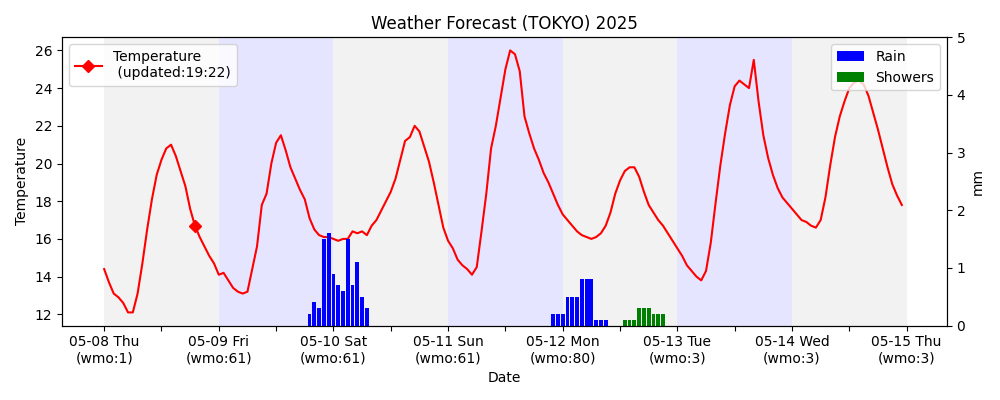 Weather Forecast (TOKYO) 2025
Temperature
(updated:19:22)
Rain
Showers
Temperature
26
24
22
20
18
16
14
12
5
4
3
2
1
0
mm
05-08 Thu
(wmo:1)
05-09 Fri
(wmo:61)
05-10 Sat
(wmo:61)
05-11 Sun
(wmo:61)
05-12 Mon
(wmo:80)
05-13 Tue
(wmo:3)
05-14 Wed
(wmo:3)
05-15 Thu
(wmo:3)
Date